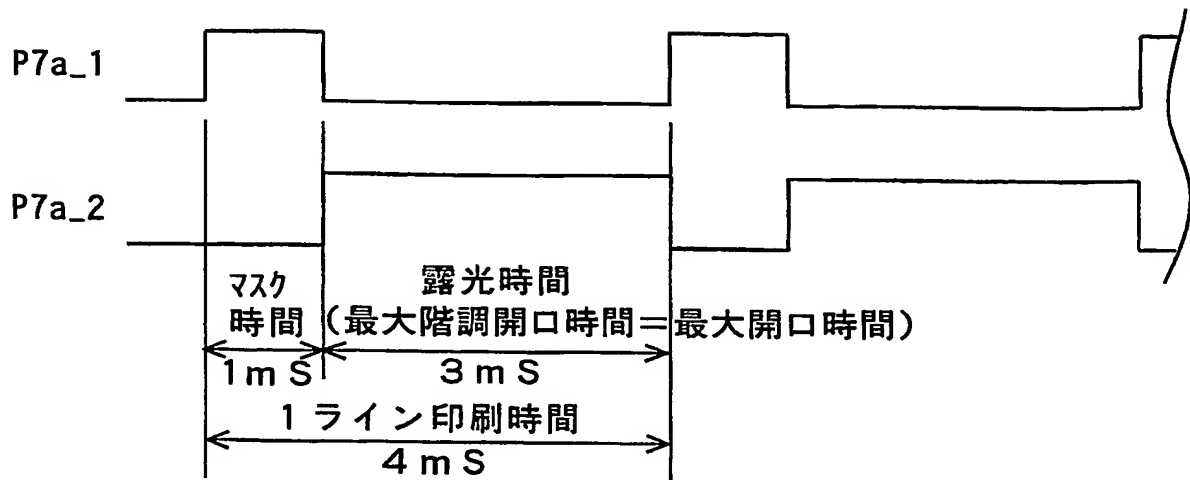 P7a_1
P7a_2
マスク
時間
露光時間
(最大階調開口時間=最大開口時間)
1mS
3mS
1ライン印刷時間
4mS